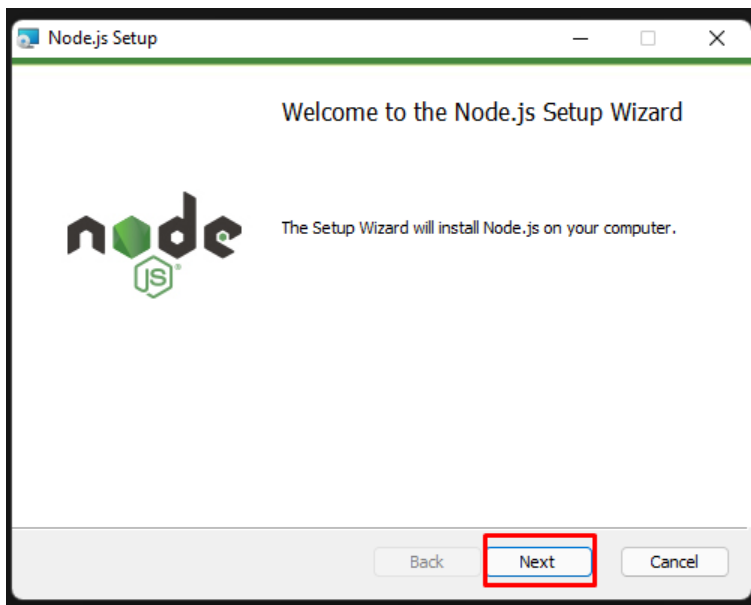 Node.js Setup
Welcome to the Node.js Setup Wizard
node
JS
The Setup Wizard will install Node.js on your computer.
Back
Next
Cancel